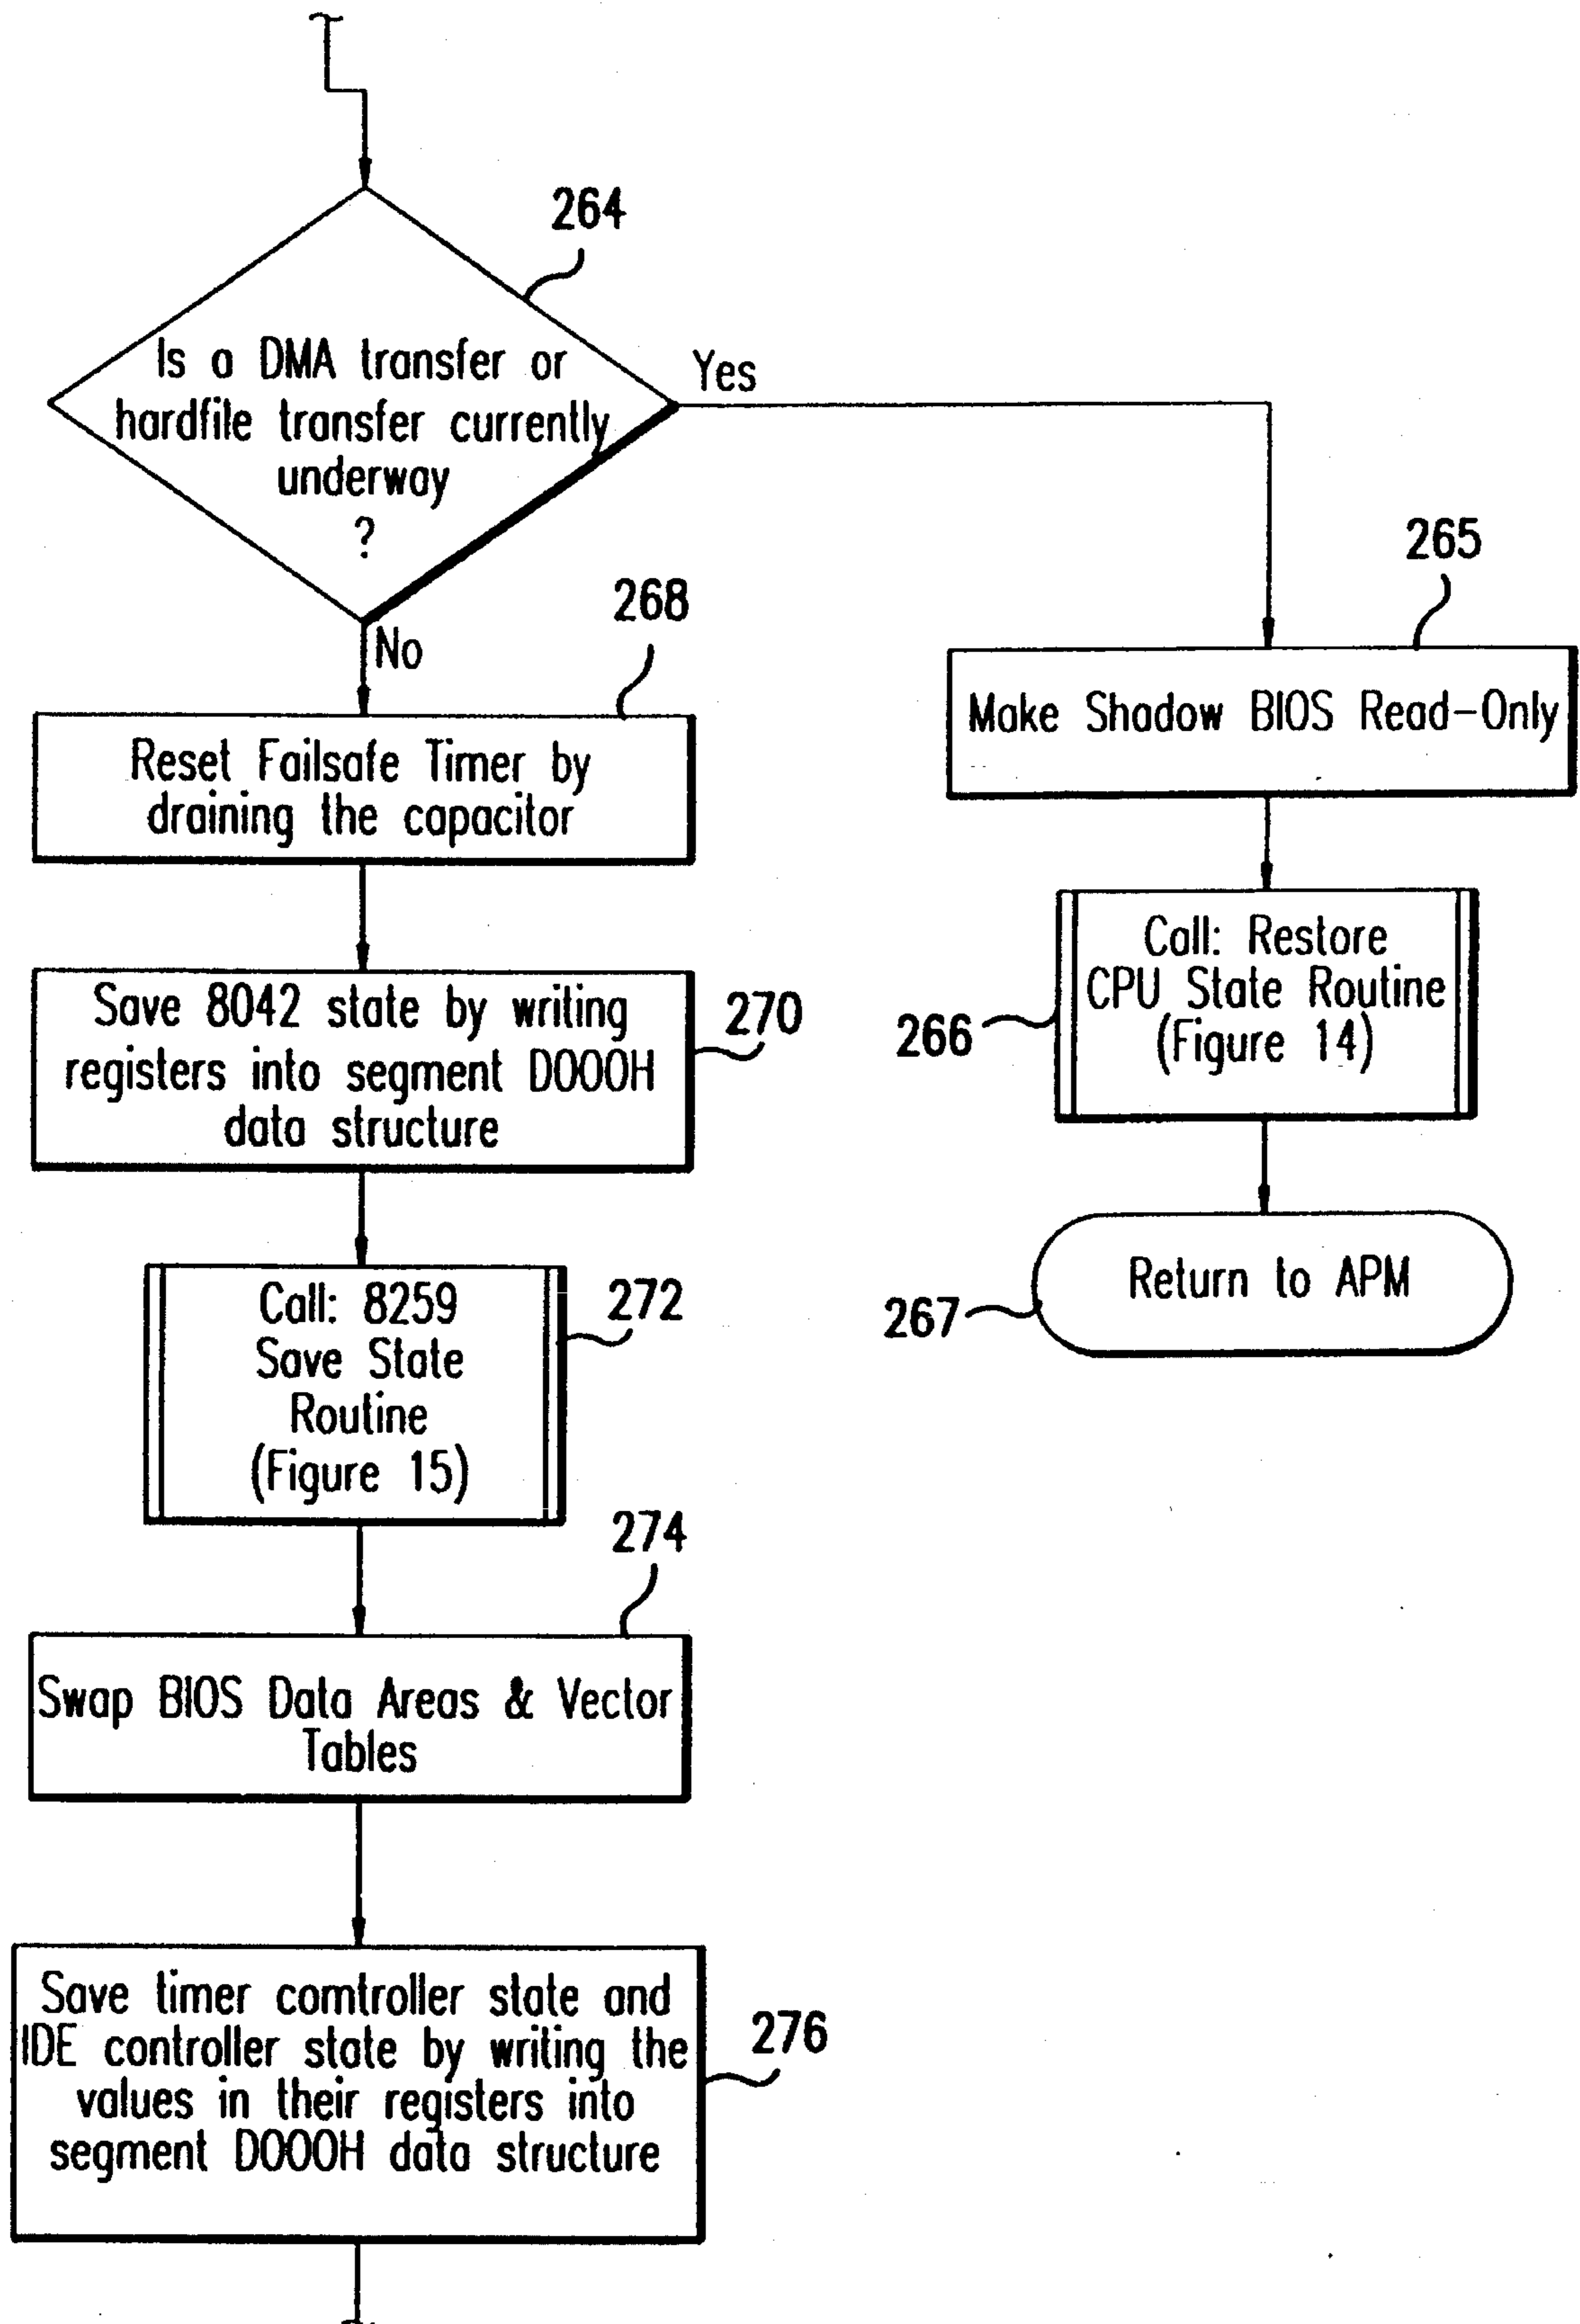 264
Is a DMA transfer or
hardfile transfer currently
underway
?
Yes
No
268
Reset Failsafe Timer by
draining the capacitor
265
Make Shadow BIOS Read-Only
Save 8042 state by writing
registers into segment D000H
data structure
270
Call: Restore
CPU State Routine
(Figure 14)
266
Call: 8259
Save State
Routine
(Figure 15)
272
Return to APM
267
274
Swap BIOS Data Areas & Vector
Tables
Save timer comtroller state and
IDE controller state by writing the
values in their registers into
segment D000H data structure
276